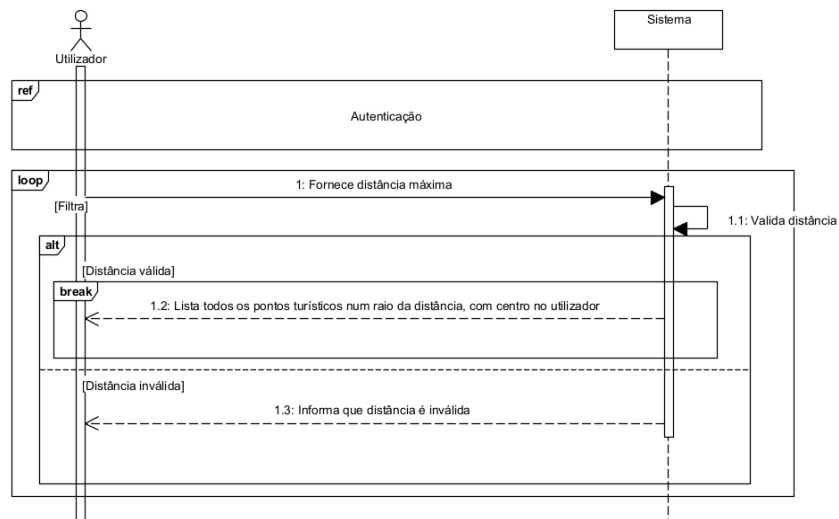 Sistema
Utilizador
ref
Autenticação
loop
1: Fornece distância máxima
[Filtra]
1.1: Valida distância
alt
[Distância válida]
break
1.2: Lista todos os pontos turísticos num raio da distância, com centro no utilizador
[Distância inválida]
1.3: Informa que distância é inválida